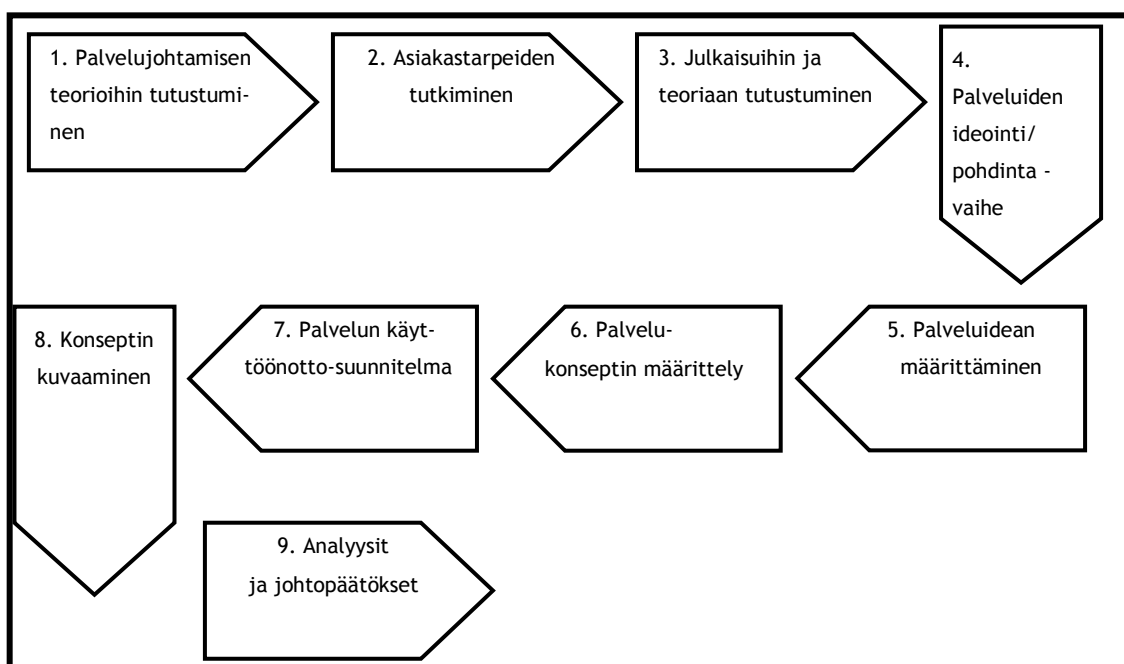 1. Palvelujohtamisen
teorioihin tutustumi-
nen
2. Asiakastarpeiden
tutkiminen
3. Julkaisuihin ja
teoriaan tutustuminen
4.
Palveluiden
ideointi/
pohdinta -
vaihe
5. Palveluidean
määrittäminen
6. Palvelu-
konseptin määrittely
7. Palvelun käyt-
töönotto-suunnitelma
8. Konseptin
kuvaaminen
9. Analyysit
ja johtopäätökset